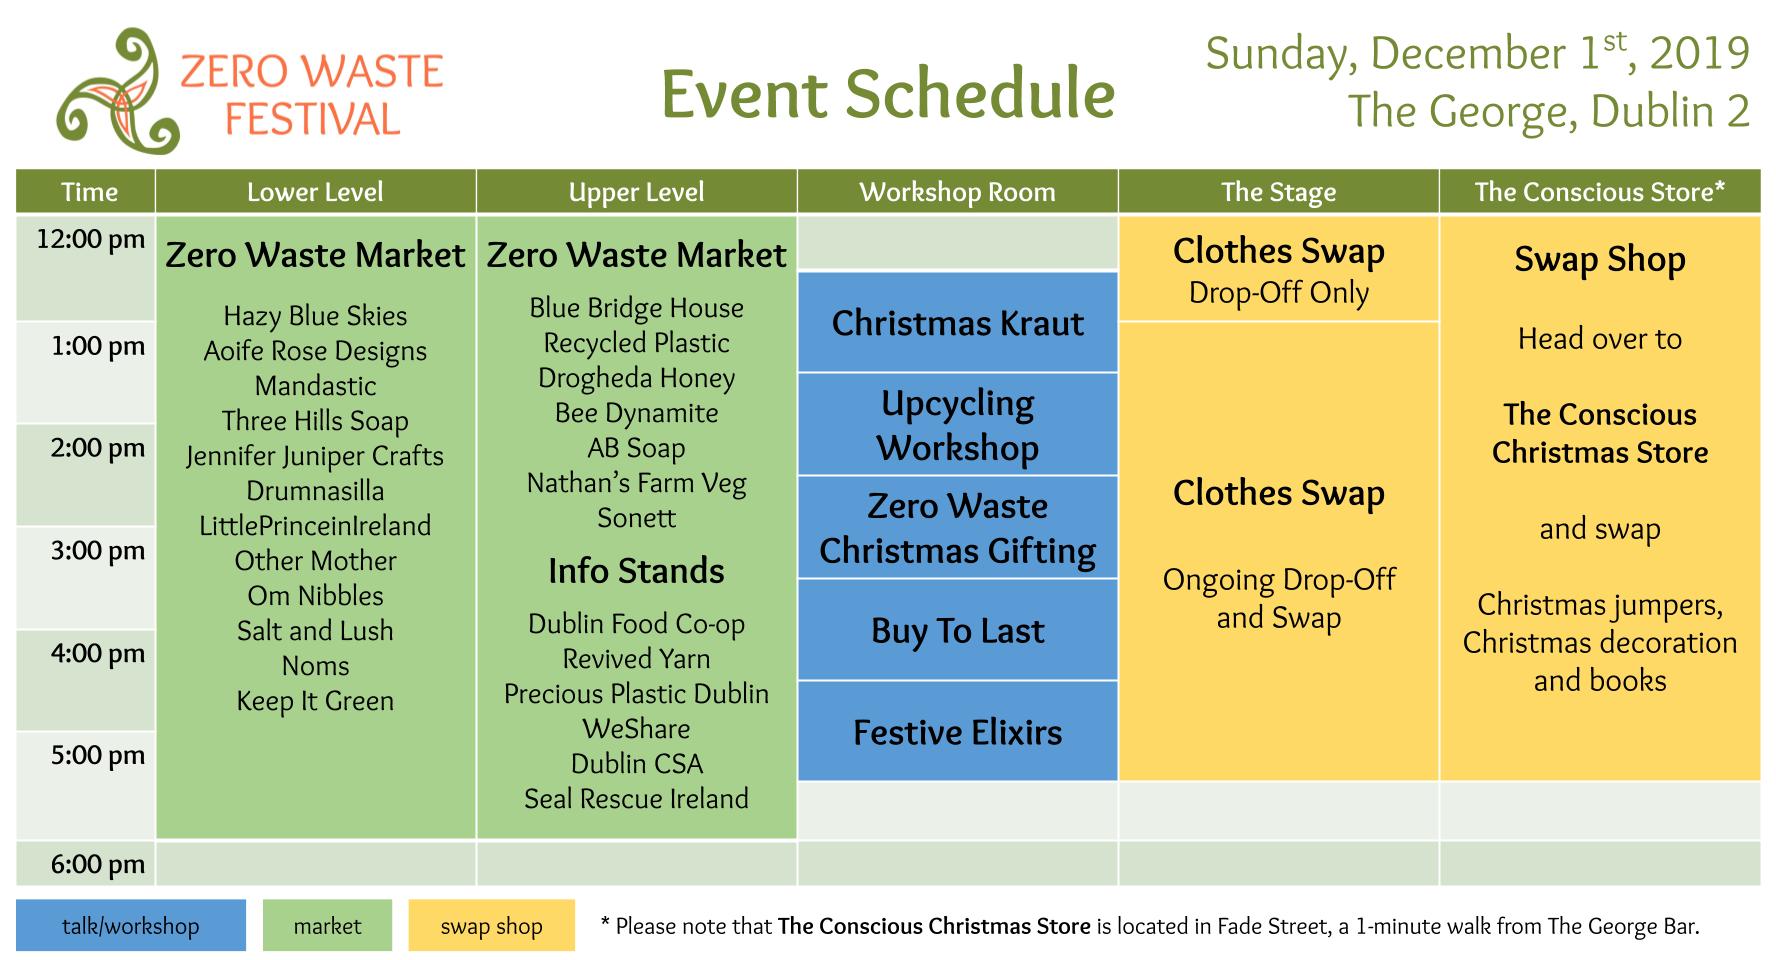 ZERO WASTE
FESTIVAL
Event Schedule
Sunday, December 1st, 2019
The George, Dublin 2
Time
Lower Level
Upper Level
Workshop Room
The Stage
The Conscious Store*
12:00 pm
1:00 pm
2:00 pm
3:00 pm
4:00 pm
5:00 pm
6:00 pm
Zero Waste Market
Hazy Blue Skies
Aoife Rose Designs
Mandastic
Three Hills Soap
Jennifer Juniper Crafts
Drumnasilla
LittlePrinceinIreland
Other Mother
Om Nibbles
Salt and Lush
Noms
Keep It Green
Zero Waste Market
Blue Bridge House
Recycled Plastic
Drogheda Honey
Bee Dynamite
AB Soap
Nathan’s Farm Veg
Sonett
Info Stands
Dublin Food Co-op
Revived Yarn
Precious Plastic Dublin
WeShare
Dublin CSA
Seal Rescue Ireland
Christmas Kraut
Upcycling
Workshop
Zero Waste
Christmas Gifting
Buy To Last
Festive Elixirs
Clothes Swap
Drop-Off Only
Clothes Swap
Ongoing Drop-Off
and Swap
Swap Shop
Head over to
The Conscious
Christmas Store
and swap
Christmas jumpers,
Christmas decoration
and books
talk/workshop
market
swap shop
* Please note that The Conscious Christmas Store is located in Fade Street, a 1-minute walk from The George Bar.